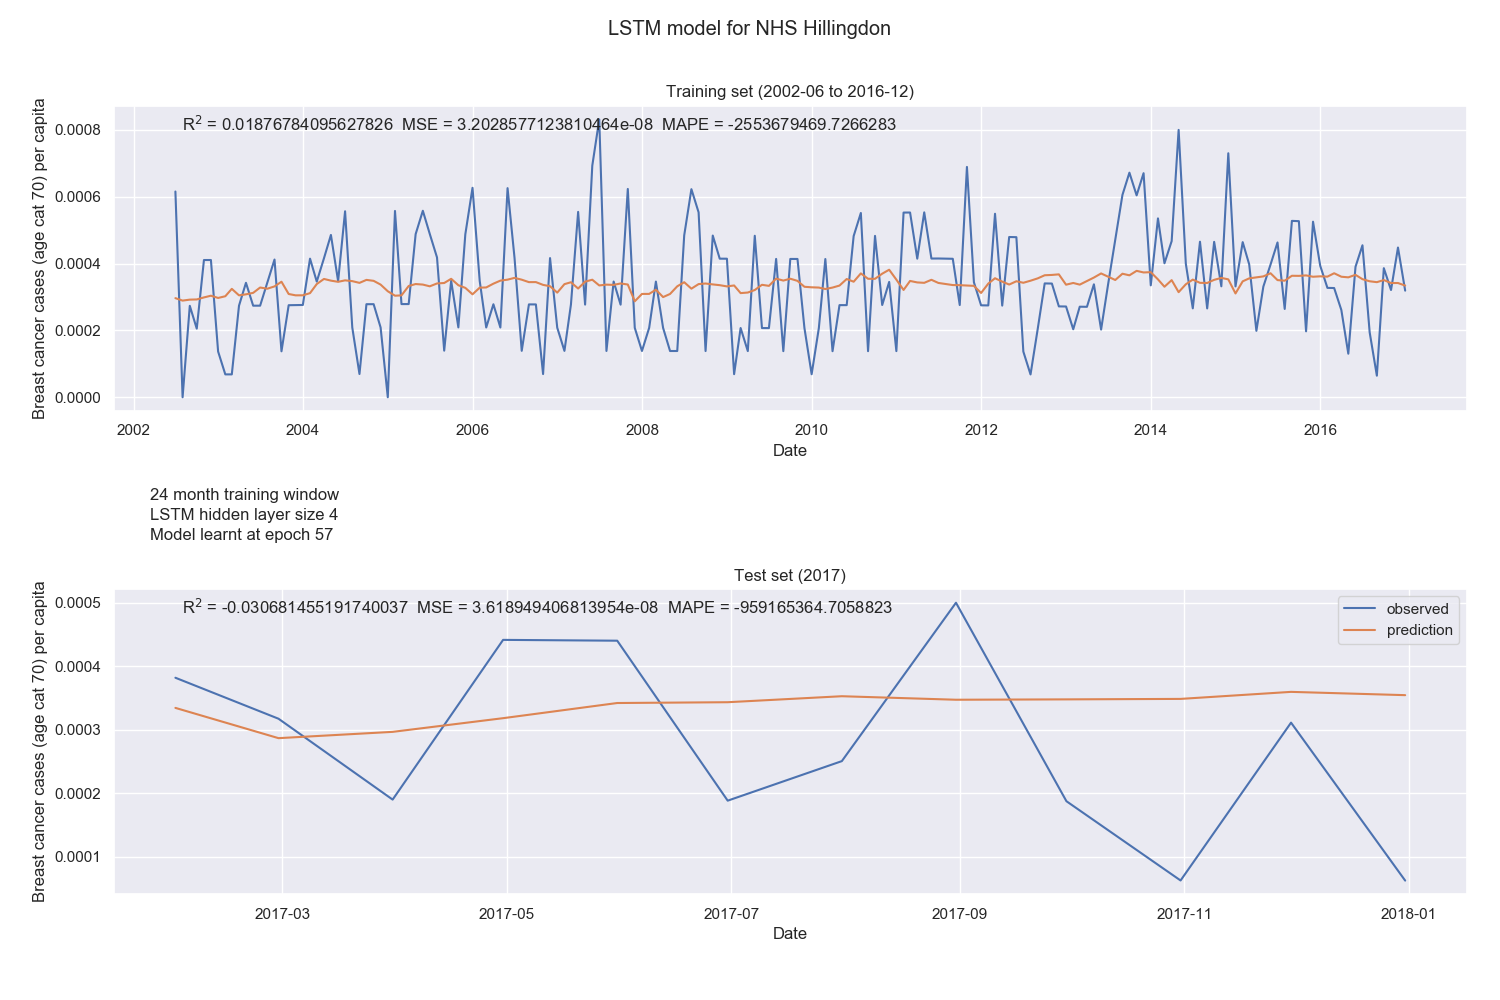 LSTM model for NHS Hillingdon
Training set (2002-06 to 2016-12)
R² = 0.01876784095627826 MSE = 3.2028577123810464e-08 MAPE = -2553679469.7266283
Breast cancer cases (age cat 70) per capita
0.0008
0.0006
0.0004
0.0002
0.0000
2002 2004 2006 2008 2010 2012 2014 2016
Date
24 month training window
LSTM hidden layer size 4
Model learnt at epoch 57
Test set (2017)
R² = -0.030681455191740037 MSE = 3.618949406813954e-08 MAPE = -959165364.7058823
observed
prediction
Breast cancer cases (age cat 70) per capita
0.0005
0.0004
0.0003
0.0002
0.0001
2017-03 2017-05 2017-07 2017-09 2017-11 2018-01
Date